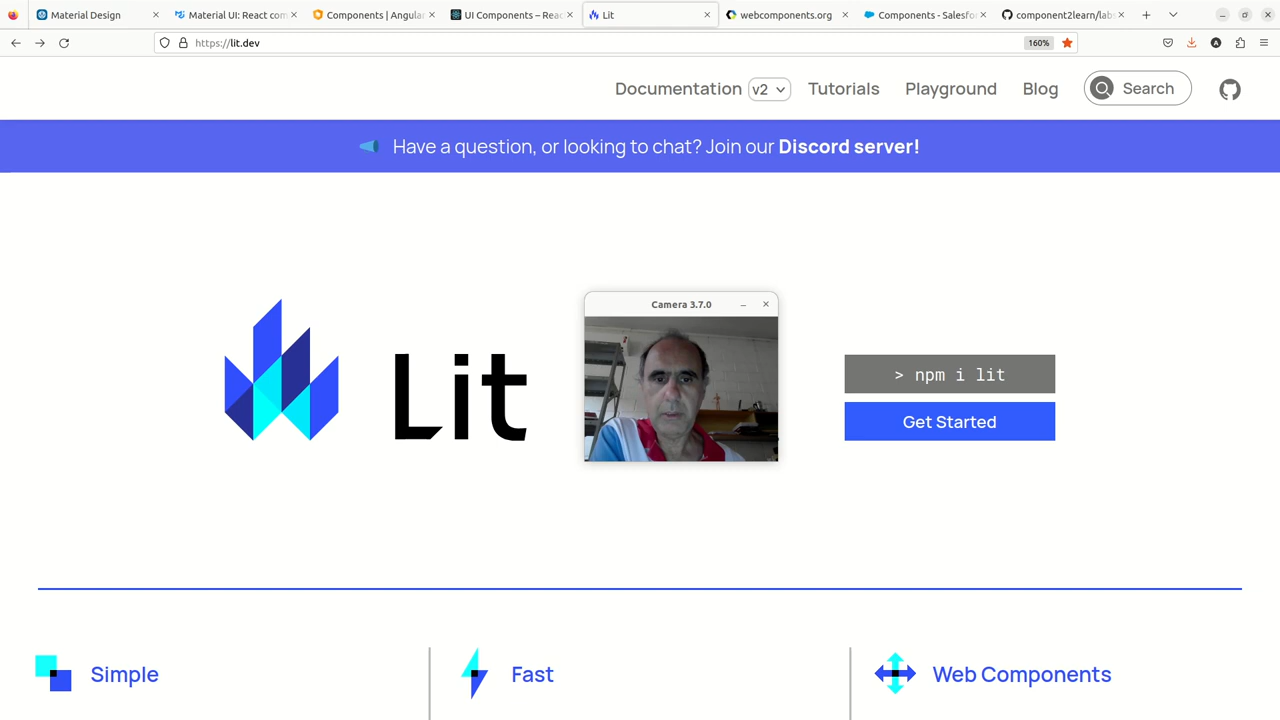 Material Design
Material UI: React com
Components | Angular
UI Components – Reac
Lit
webcomponents.org
Components - Salesfo
component2learn/labs
https://lit.dev
160%
Documentation v2
Tutorials
Playground
Blog
Search
Have a question, or looking to chat? Join our Discord server!
Lit
Camera 3.7.0
> npm i lit
Get Started
Simple
Fast
Web Components